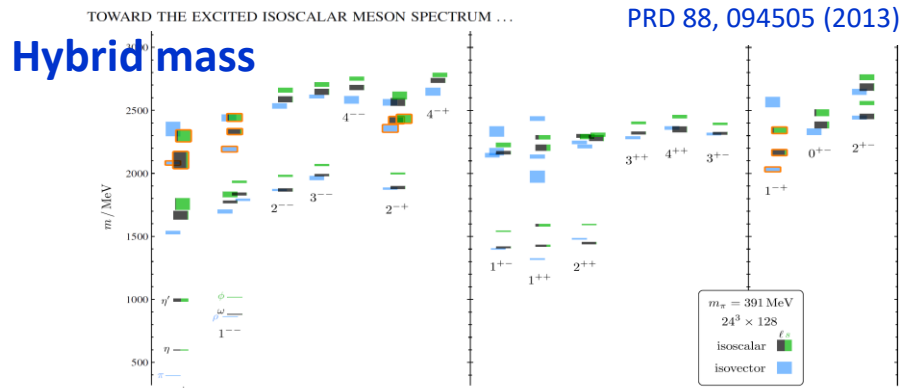 TOWARD THE EXCITED ISOSCALAR MESON SPECTRUM ...
PRD 88, 094505 (2013)
Hybrid mass
3000
2500
2000
1500
1000
500
m / MeV
4⁻⁻
4⁻⁺
2⁻⁻
3⁻⁻
2⁻⁺
η′
η
π
ϕ
ω
ρ
1⁻⁻
3⁺⁺
4⁺⁺
3⁺⁻
1⁺⁻
1⁺⁺
2⁺⁺
1⁻⁺
0⁺⁻
2⁺⁻
mπ = 391 MeV
24³ × 128
ℓ s
isoscalar
isovector